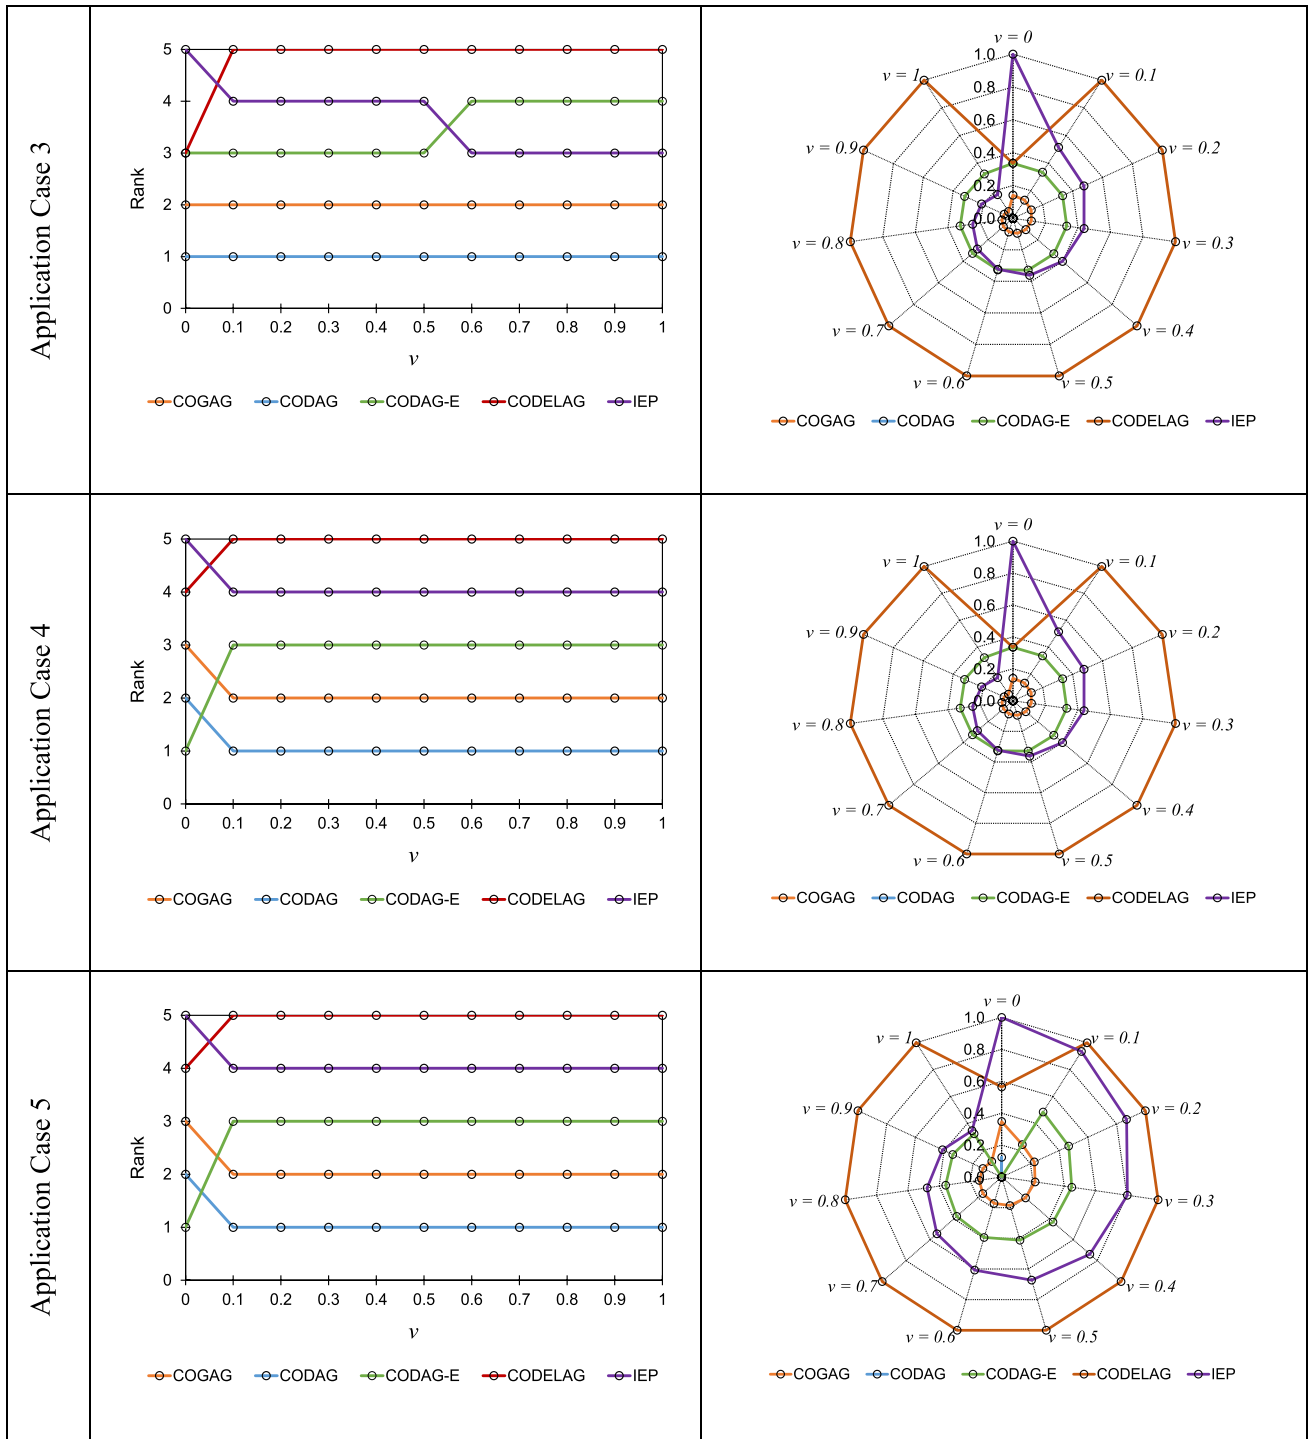 Application Case 3
5
4
3
2
1
0
Rank
0 0.1 0.2 0.3 0.4 0.5 0.6 0.7 0.8 0.9 1
v
COGAG CODAG CODAG-E CODELAG IEP
v = 0
v = 0.1
v = 0.2
v = 0.3
v = 0.4
v = 0.5
v = 0.6
v = 0.7
v = 0.8
v = 0.9
v = 1
1.0
0.8
0.6
0.4
0.2
0.0
COGAG CODAG CODAG-E CODELAG IEP
Application Case 4
5
4
3
2
1
0
Rank
0 0.1 0.2 0.3 0.4 0.5 0.6 0.7 0.8 0.9 1
v
COGAG CODAG CODAG-E CODELAG IEP
v = 0
v = 0.1
v = 0.2
v = 0.3
v = 0.4
v = 0.5
v = 0.6
v = 0.7
v = 0.8
v = 0.9
v = 1
1.0
0.8
0.6
0.4
0.2
0.0
COGAG CODAG CODAG-E CODELAG IEP
Application Case 5
5
4
3
2
1
0
Rank
0 0.1 0.2 0.3 0.4 0.5 0.6 0.7 0.8 0.9 1
v
COGAG CODAG CODAG-E CODELAG IEP
v = 0
v = 0.1
v = 0.2
v = 0.3
v = 0.4
v = 0.5
v = 0.6
v = 0.7
v = 0.8
v = 0.9
v = 1
1.0
0.8
0.6
0.4
0.2
0.0
COGAG CODAG CODAG-E CODELAG IEP